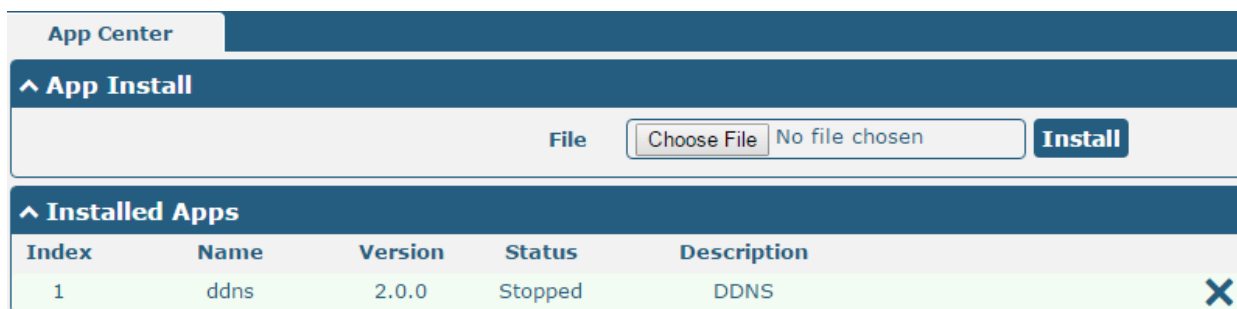 App Center
App Install
File Choose File No file chosen Install
Installed Apps
Index Name Version Status Description
1 ddns 2.0.0 Stopped DDNS